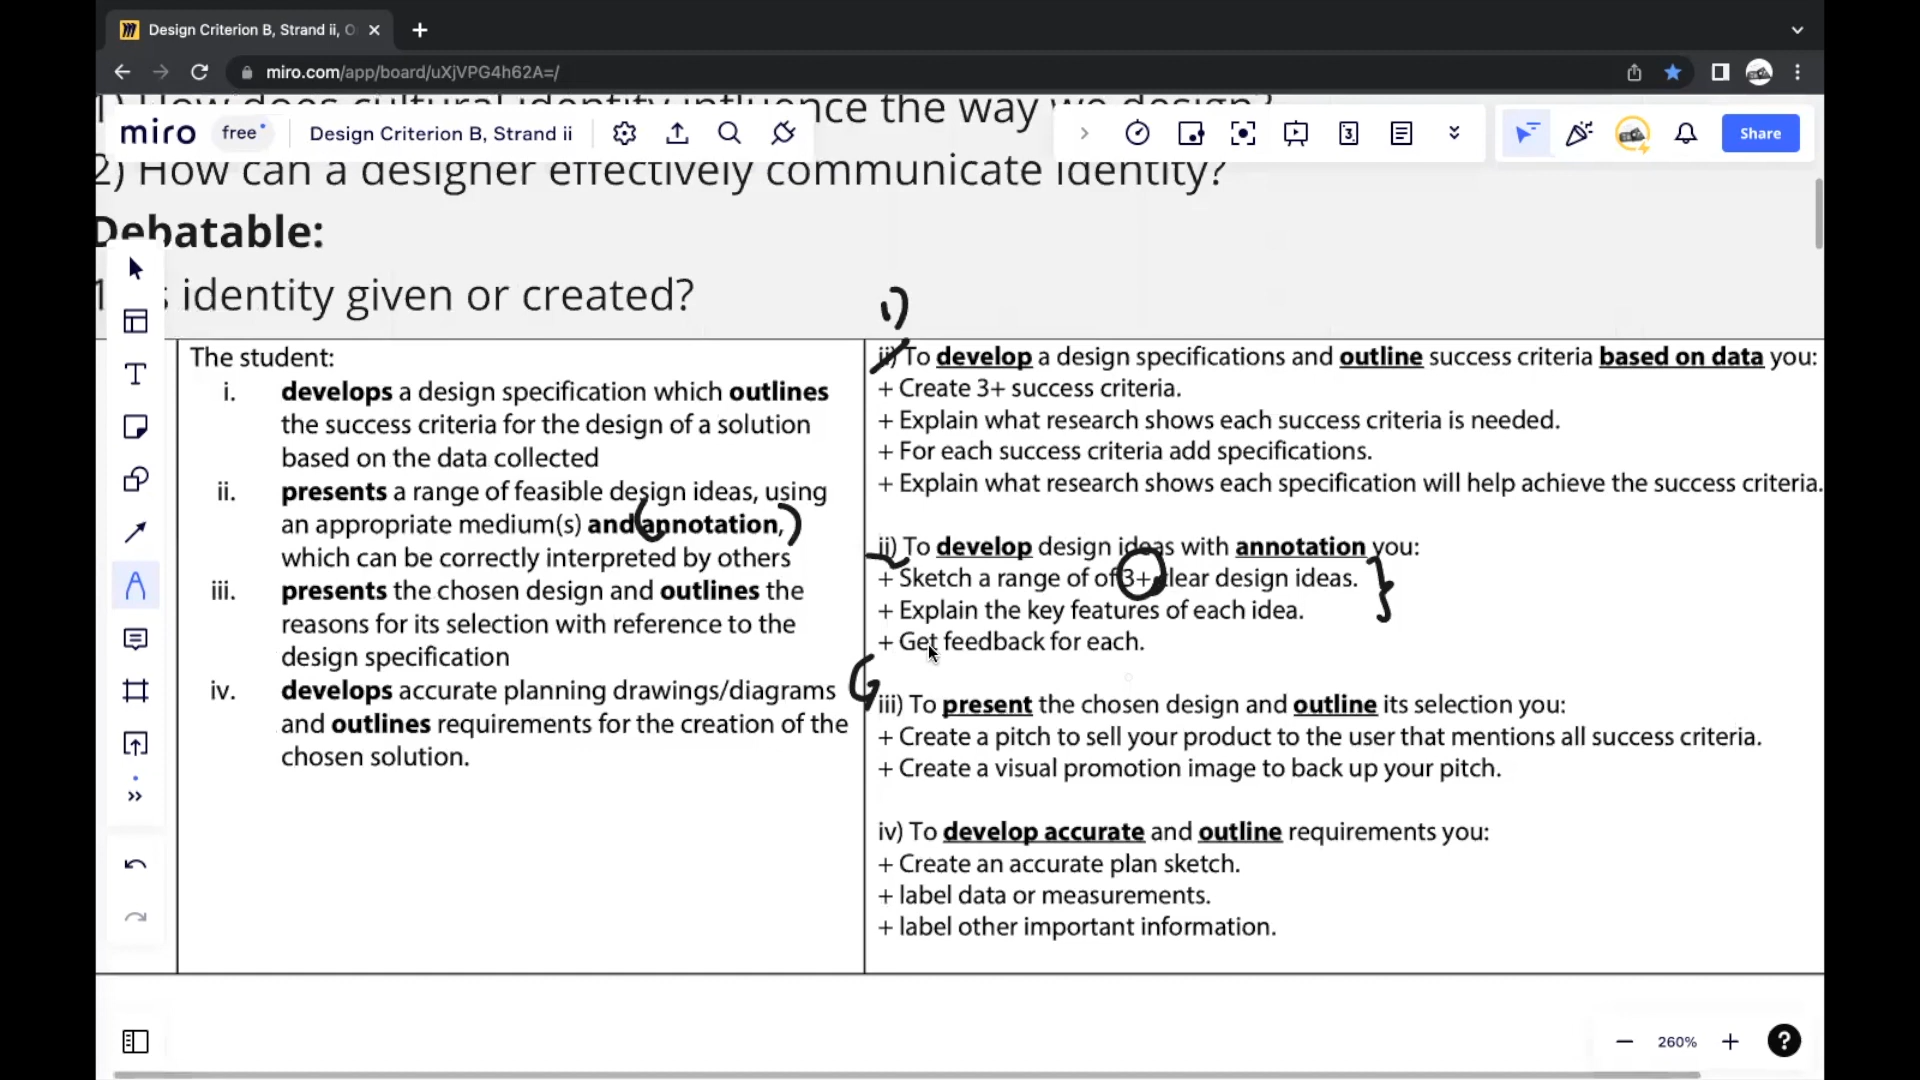 Design Criterion B, Strand ii, O
miro.com/app/board/uXjVPG4h62A=/
1) How does cultural identity influence the way we design?
miro free Design Criterion B, Strand ii
3
Share
2) How can a designer effectively communicate identity?
Debatable:
identity given or created?
1)
The student:
i. develops a design specification which outlines
the success criteria for the design of a solution
based on the data collected
ii. presents a range of feasible design ideas, using
an appropriate medium(s) and annotation,
which can be correctly interpreted by others
iii. presents the chosen design and outlines the
reasons for its selection with reference to the
design specification
iv. develops accurate planning drawings/diagrams
and outlines requirements for the creation of the
chosen solution.
ii) To develop a design specifications and outline success criteria based on data you:
+ Create 3+ success criteria.
+ Explain what research shows each success criteria is needed.
+ For each success criteria add specifications.
+ Explain what research shows each specification will help achieve the success criteria.
ii) To develop design ideas with annotation you:
+ Sketch a range of of 3+ clear design ideas.
+ Explain the key features of each idea.
+ Get feedback for each.
iii) To present the chosen design and outline its selection you:
+ Create a pitch to sell your product to the user that mentions all success criteria.
+ Create a visual promotion image to back up your pitch.
iv) To develop accurate and outline requirements you:
+ Create an accurate plan sketch.
+ label data or measurements.
+ label other important information.
260%